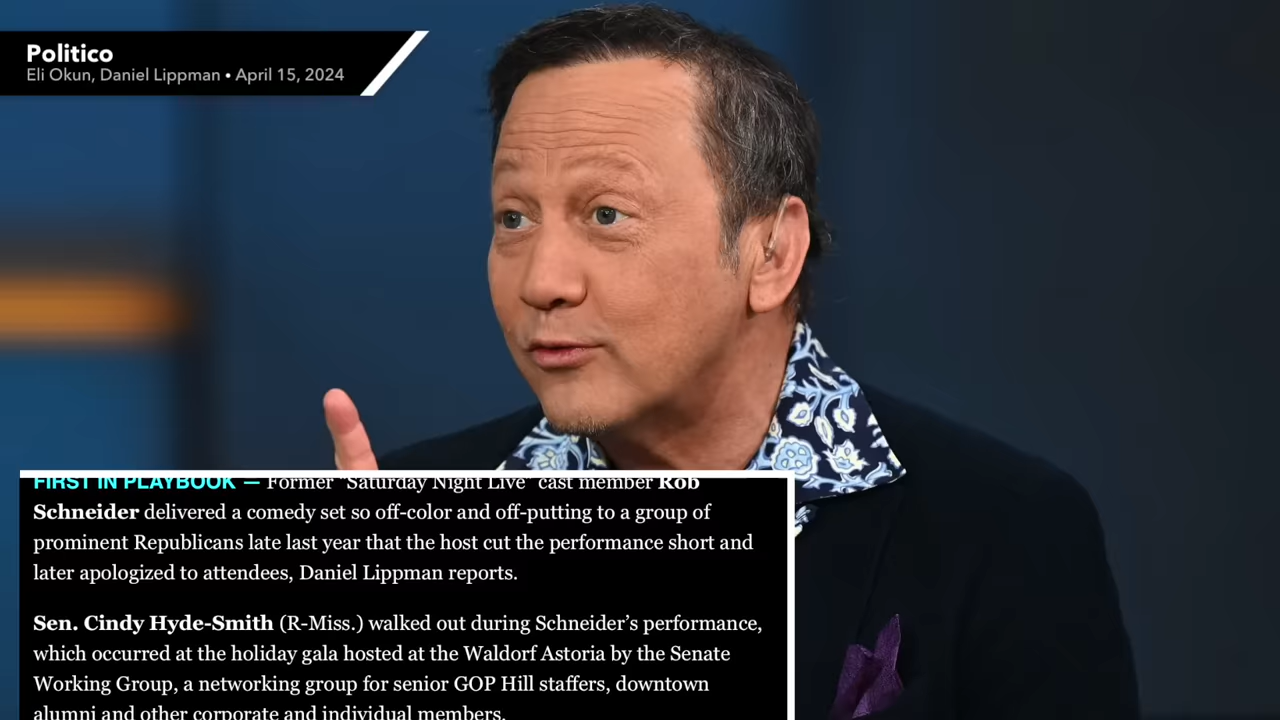 Politico
Eli Okun, Daniel Lippman • April 15, 2024
FIRST IN PLAYBOOK — Former “Saturday Night Live” cast member Rob
Schneider delivered a comedy set so off-color and off-putting to a group of
prominent Republicans late last year that the host cut the performance short and
later apologized to attendees, Daniel Lippman reports.
Sen. Cindy Hyde-Smith (R-Miss.) walked out during Schneider’s performance,
which occurred at the holiday gala hosted at the Waldorf Astoria by the Senate
Working Group, a networking group for senior GOP Hill staffers, downtown
alumni and other corporate and individual members.